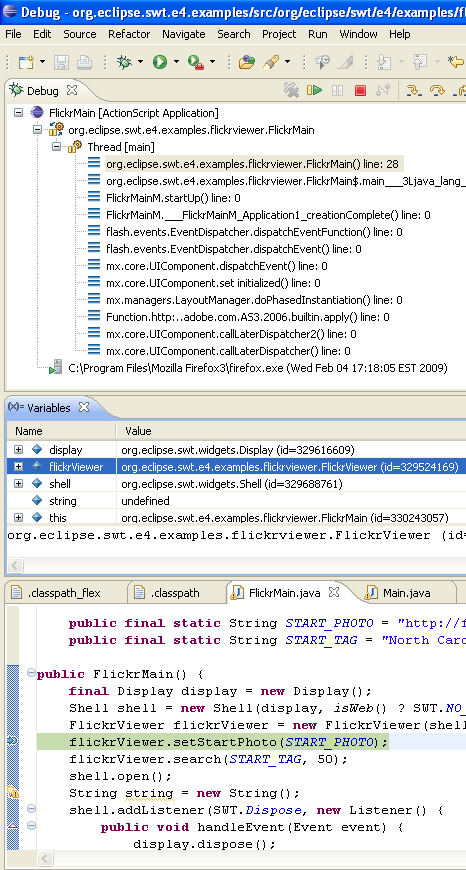 Debug - org.eclipse.swt.e4.examples/src/org/eclipse/swt/e4/examples/fl
File Edit Source Refactor Navigate Search Project Run Window Help
Debug
FlickrMain [ActionScript Application]
org.eclipse.swt.e4.examples.flickrviewer.FlickrMain
Thread [main]
org.eclipse.swt.e4.examples.flickrviewer.FlickrMain() line: 28
org.eclipse.swt.e4.examples.flickrviewer.FlickrMain$.main___3Ljava_lang_
FlickrMainM.startUp() line: 0
FlickrMainM.___FlickrMainM_Application1_creationComplete() line: 0
flash.events.EventDispatcher.dispatchEventFunction() line: 0
flash.events.EventDispatcher.dispatchEvent() line: 0
mx.core.UIComponent.dispatchEvent() line: 0
mx.core.UIComponent.set initialized() line: 0
mx.managers.LayoutManager.doPhasedInstantiation() line: 0
Function.http:..adobe.com.AS3.2006.builtin.apply() line: 0
mx.core.UIComponent.callLaterDispatcher2() line: 0
mx.core.UIComponent.callLaterDispatcher() line: 0
C:\Program Files\Mozilla Firefox3\firefox.exe (Wed Feb 04 17:18:05 EST 2009)
(x)= Variables
Name Value
display org.eclipse.swt.widgets.Display (id=329616609)
flickrViewer org.eclipse.swt.e4.examples.flickrviewer.FlickrViewer (id=329524169)
shell org.eclipse.swt.widgets.Shell (id=329688761)
string undefined
this org.eclipse.swt.e4.examples.flickrviewer.FlickrMain (id=330243057)
org.eclipse.swt.e4.examples.flickrviewer.FlickrViewer (id=
.classpath_flex .classpath FlickrMain.java Main.java
public final static String START_PHOTO = "http://f
public final static String START_TAG = "North Carc
public FlickrMain() {
final Display display = new Display();
Shell shell = new Shell(display, isWeb() ? SWT.NO_
FlickrViewer flickrViewer = new FlickrViewer(shell
flickrViewer.setStartPhoto(START_PHOTO);
flickrViewer.search(START_TAG, 50);
shell.open();
String string = new String();
shell.addListener(SWT.Dispose, new Listener() {
public void handleEvent(Event event) {
display.dispose();